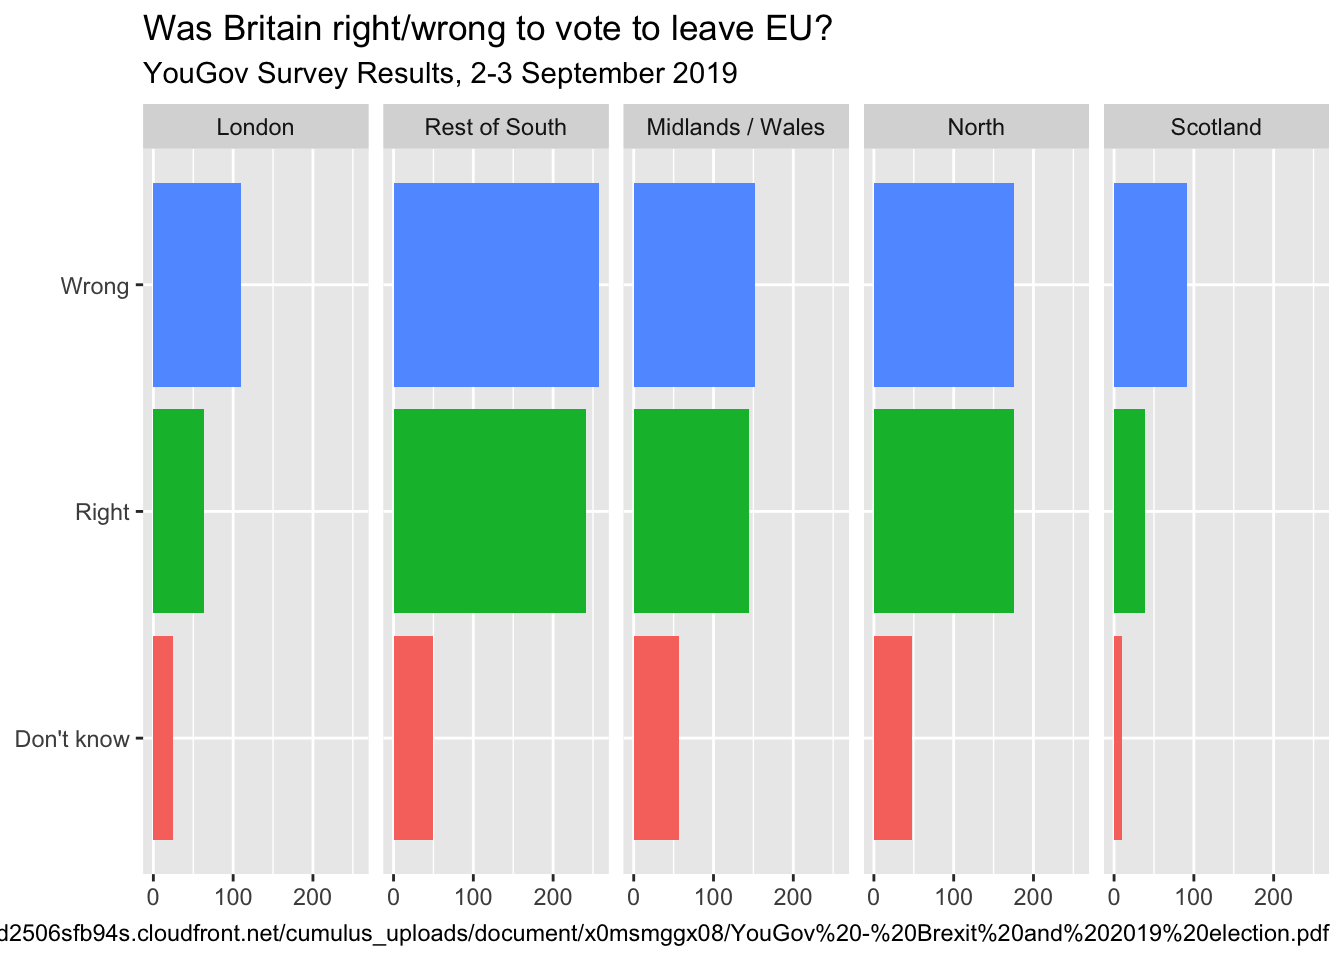 Was Britain right/wrong to vote to leave EU?
YouGov Survey Results, 2-3 September 2019
London Rest of South Midlands / Wales North Scotland
Wrong
Right
Don't know
0 100 200 0 100 200 0 100 200 0 100 200 0 100 200
d2506sfb94s.cloudfront.net/cumulus_uploads/document/x0msmggx08/YouGov%20-%20Brexit%20and%202019%20election.pdf